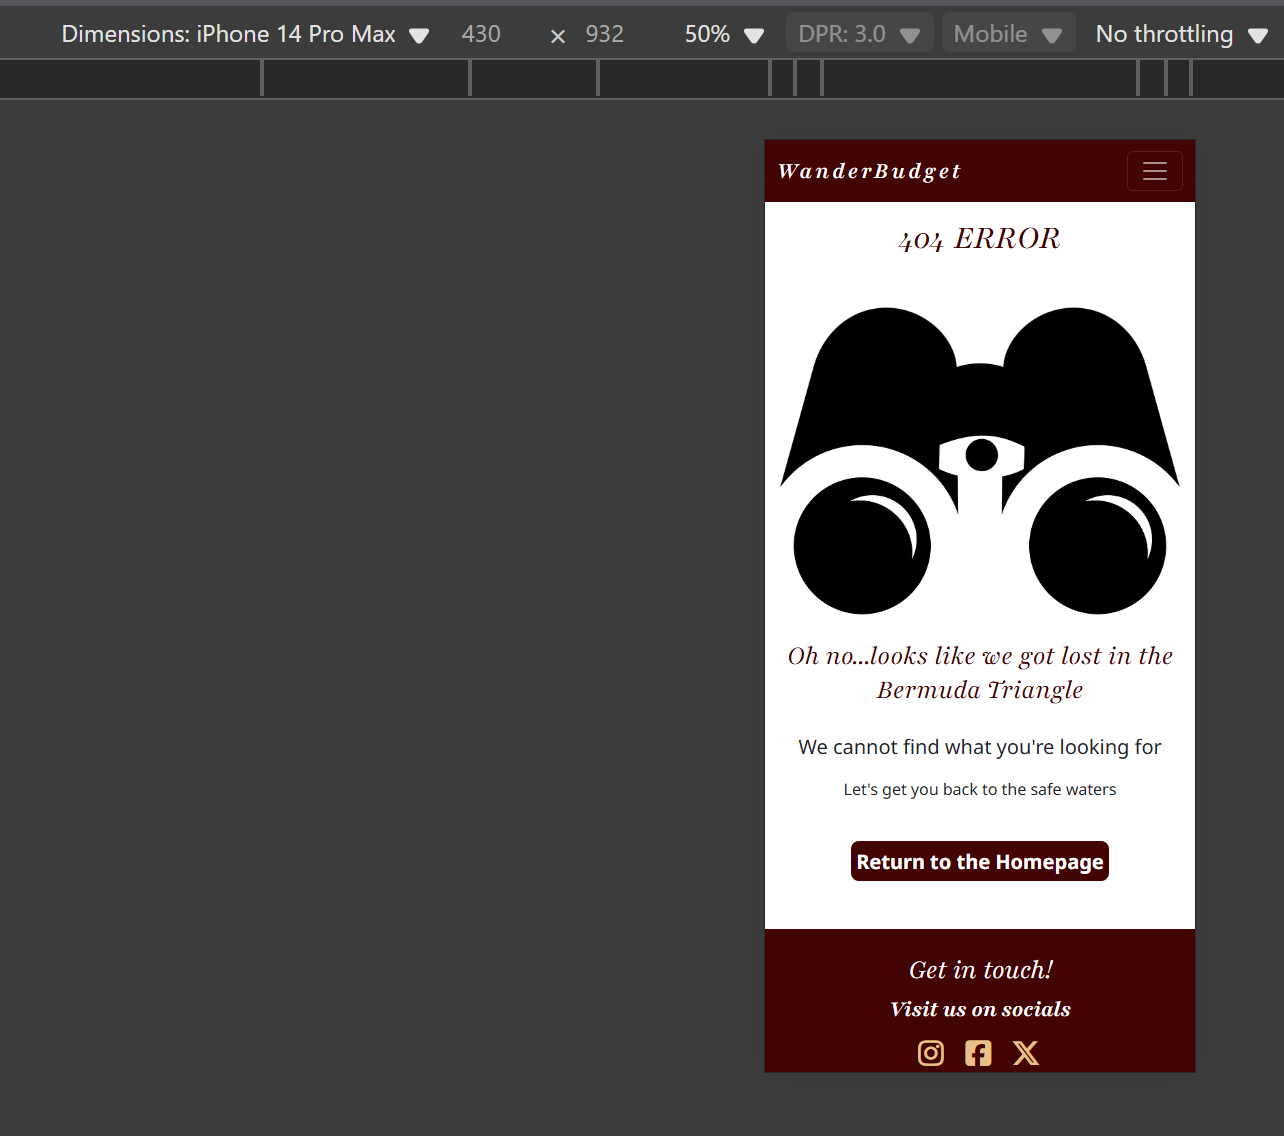 Dimensions: iPhone 14 Pro Max 430 × 932 50% DPR: 3.0 Mobile No throttling
WanderBudget
404 ERROR
Oh no...looks like we got lost in the
Bermuda Triangle
We cannot find what you're looking for
Let's get you back to the safe waters
Return to the Homepage
Get in touch!
Visit us on socials